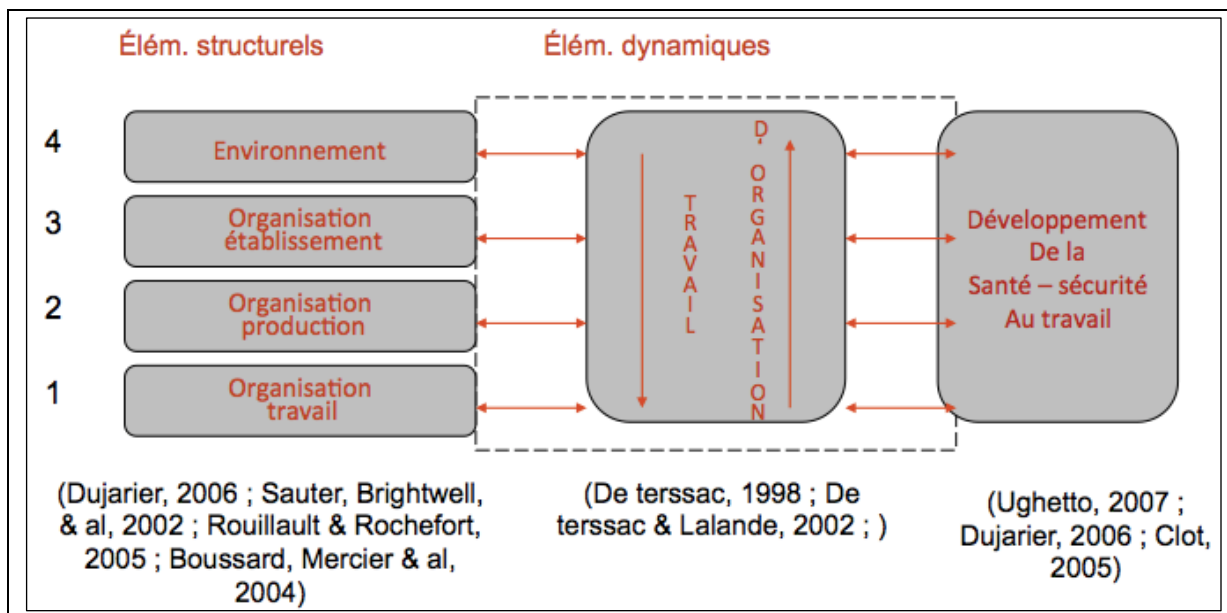 Élém. structurels
Élém. dynamiques
4
Environnement
3
Organisation
établissement
2
Organisation
production
1
Organisation
travail
TRAVAIL
D' ORGANISATION
Développement
De la
Santé – sécurité
Au travail
(Dujarier, 2006 ; Sauter, Brightwell,
& al, 2002 ; Rouillault & Rochefort,
2005 ; Boussard, Mercier & al,
2004)
(De terssac, 1998 ; De
terssac & Lalande, 2002 ; )
(Ughetto, 2007 ;
Dujarier, 2006 ; Clot,
2005)